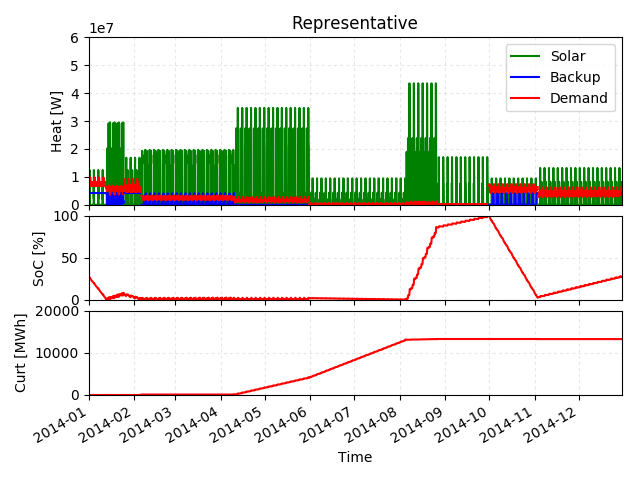 Representative
1e7
Heat [W]
6
5
4
3
2
1
0
Solar
Backup
Demand
SoC [%]
100
50
0
Curt [MWh]
20000
10000
0
2014-01
2014-02
2014-03
2014-04
2014-05
2014-06
2014-07
2014-08
2014-09
2014-10
2014-11
2014-12
Time